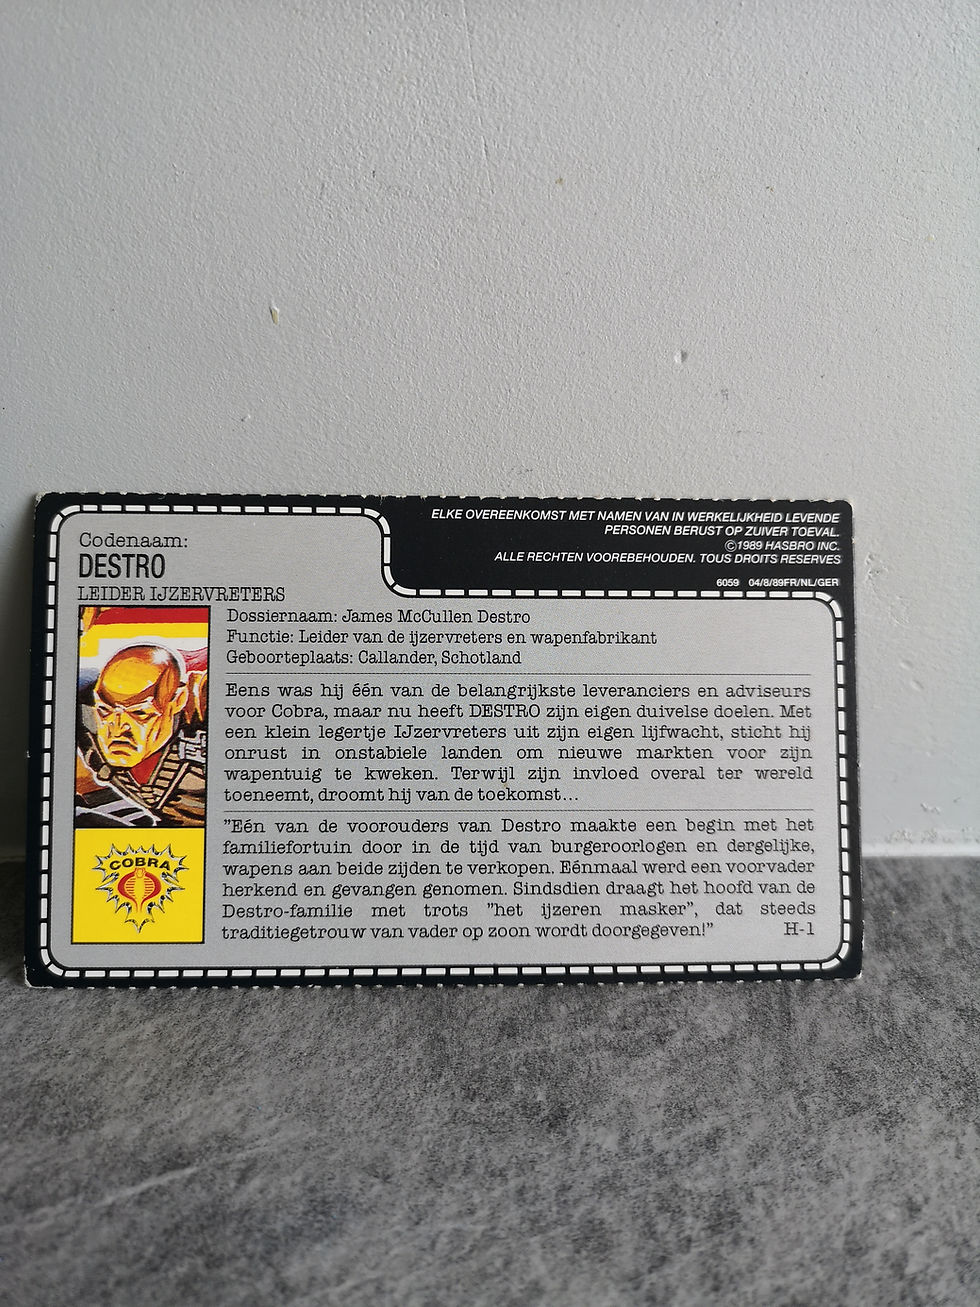 ELKE OVEREENKOMST MET NAMEN VAN IN WERKELIJKHEID LEVENDE
PERSONEN BERUST OP ZUIVER TOEVAL.
©1989 HASBRO INC.
ALLE RECHTEN VOOREBEHOUDEN. TOUS DROITS RESERVES
6059 04/8/89FR/NL/GER
Codenaam:
DESTRO
LEIDER IJZERVRETERS
Dossiernaam: James McCullen Destro
Functie: Leider van de ijzervreters en wapenfabrikant
Geboorteplaats: Callander, Schotland
Eens was hij één van de belangrijkste leveranciers en adviseurs
voor Cobra, maar nu heeft DESTRO zijn eigen duivelse doelen. Met
een klein legertje IJzervreters uit zijn eigen lijfwacht, sticht hij
onrust in onstabiele landen om nieuwe markten voor zijn
wapentuig te kweken. Terwijl zijn invloed overal ter wereld
toeneemt, droomt hij van de toekomst...
"Eén van de voorouders van Destro maakte een begin met het
familiefortuin door in de tijd van burgeroorlogen en dergelijke,
wapens aan beide zijden te verkopen. Eénmaal werd een voorvader
herkend en gevangen genomen. Sindsdien draagt het hoofd van de
Destro-familie met trots "het ijzeren masker", dat steeds
traditiegetrouw van vader op zoon wordt doorgegeven!" H-1
COBRA